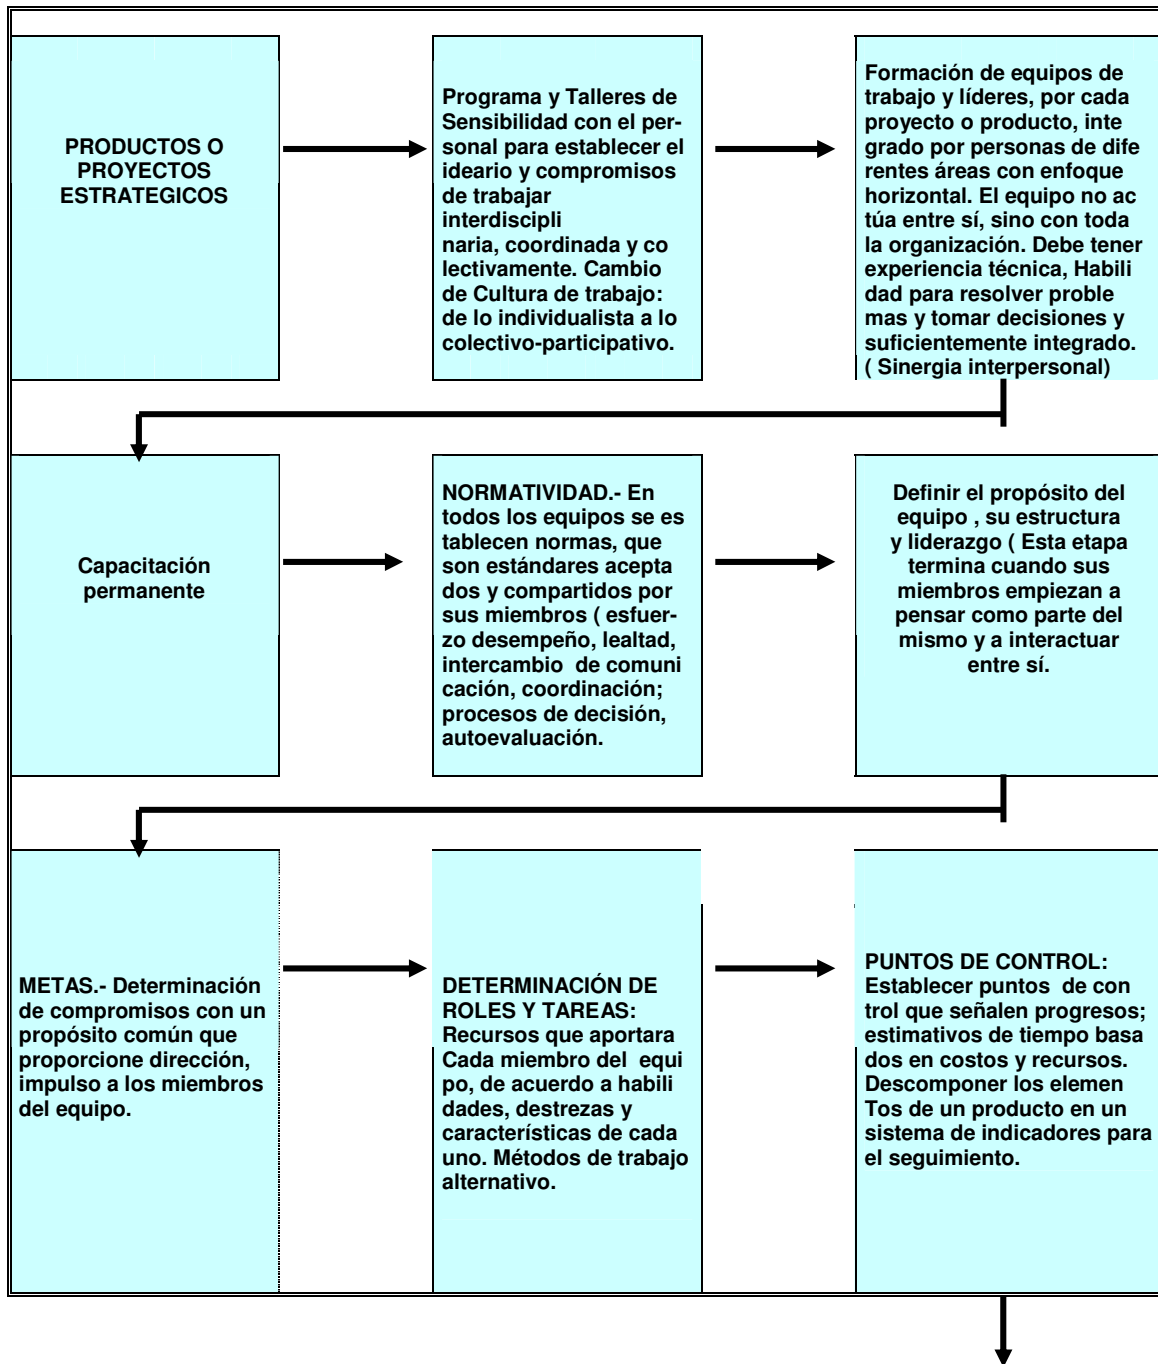 PRODUCTOS O
PROYECTOS
ESTRATEGICOS
Programa y Talleres de
Sensibilidad con el per-
sonal para establecer el
ideario y compromisos
de trabajar
interdiscipli
naria, coordinada y co
lectivamente. Cambio
de Cultura de trabajo:
de lo individualista a lo
colectivo-participativo.
Formación de equipos de
trabajo y líderes, por cada
proyecto o producto, inte
grado por personas de dife
rentes áreas con enfoque
horizontal. El equipo no ac
túa entre sí, sino con toda
la organización. Debe tener
experiencia técnica, Habili
dad para resolver proble
mas y tomar decisiones y
suficientemente integrado.
( Sinergia interpersonal)
Capacitación
permanente
NORMATIVIDAD.- En
todos los equipos se es
tablecen normas, que
son estándares acepta
dos y compartidos por
sus miembros ( esfuer-
zo desempeño, lealtad,
intercambio de comuni
cación, coordinación;
procesos de decisión,
autoevaluación.
Definir el propósito del
equipo , su estructura
y liderazgo ( Esta etapa
termina cuando sus
miembros empiezan a
pensar como parte del
mismo y a interactuar
entre sí.
METAS.- Determinación
de compromisos con un
propósito común que
proporcione dirección,
impulso a los miembros
del equipo.
DETERMINACIÓN DE
ROLES Y TAREAS:
Recursos que aportara
Cada miembro del equi
po, de acuerdo a habili
dades, destrezas y
características de cada
uno. Métodos de trabajo
alternativo.
PUNTOS DE CONTROL:
Establecer puntos de con
trol que señalen progresos;
estimativos de tiempo basa
dos en costos y recursos.
Descomponer los elemen
Tos de un producto en un
sistema de indicadores para
el seguimiento.